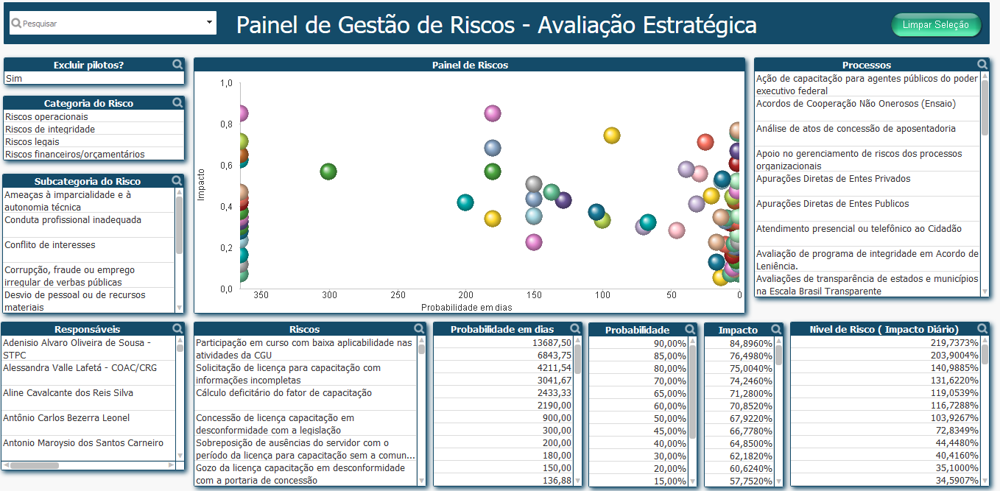 Pesquisar
Painel de Gestão de Riscos - Avaliação Estratégica
Limpar Seleção
Excluir pilotos?
Sim
Categoria do Risco
Riscos operacionais
Riscos de integridade
Riscos legais
Riscos financeiros/orçamentários
Subcategoria do Risco
Ameaças à imparcialidade e à
autonomia técnica
Conduta profissional inadequada
Conflito de interesses
Corrupção, fraude ou emprego
irregular de verbas públicas
Desvio de pessoal ou de recursos
materiais
Painel de Riscos
Impacto
1,0
0,8
0,6
0,4
0,2
0,0
350
300
250
200
150
100
50
0
Probabilidade em dias
Processos
Ação de capacitação para agentes públicos do poder
executivo federal
Acordos de Cooperação Não Onerosos (Ensaio)
Análise de atos de concessão de aposentadoria
Apoio no gerenciamento de riscos dos processos
organizacionais
Apurações Diretas de Entes Privados
Apurações Diretas de Entes Publicos
Atendimento presencial ou telefônico ao Cidadão
Avaliação de programa de integridade em Acordo de
Leniência.
Avaliações de transparência de estados e municípios
na Escala Brasil Transparente
Responsáveis
Adenisio Alvaro Oliveira de Sousa -
STPC
Alessandra Valle Lafetá - COAC/CRG
Aline Cavalcante dos Reis Silva
Antônio Carlos Bezerra Leonel
Antonio Maroysio dos Santos Carneiro
Riscos
Participação em curso com baixa aplicabilidade nas
atividades da CGU
Solicitação de licença para capacitação com
informações incompletas
Cálculo deficitário do fator de capacitação
Concessão de licença capacitação em
desconformidade com a legislação
Sobreposição de ausências do servidor com o
período da licença para capacitação sem a comun...
Gozo da licença capacitação em desconformidade
com a portaria de concessão
Probabilidade em dias
13687,50
6843,75
4211,54
3041,67
2433,33
2190,00
900,00
300,00
200,00
180,00
150,00
136,88
Probabilidade
90,00%
85,00%
80,00%
70,00%
65,00%
60,00%
50,00%
45,00%
40,00%
30,00%
20,00%
15,00%
Impacto
84,8960%
76,4980%
75,0040%
74,2460%
71,2800%
70,8520%
67,9220%
66,7780%
64,8500%
62,1820%
60,6240%
57,7520%
Nivel de Risco ( Impacto Diário)
219,7373%
203,9004%
140,9885%
131,6220%
119,0539%
116,7288%
103,9267%
72,8349%
44,4480%
40,4160%
35,1000%
34,5907%